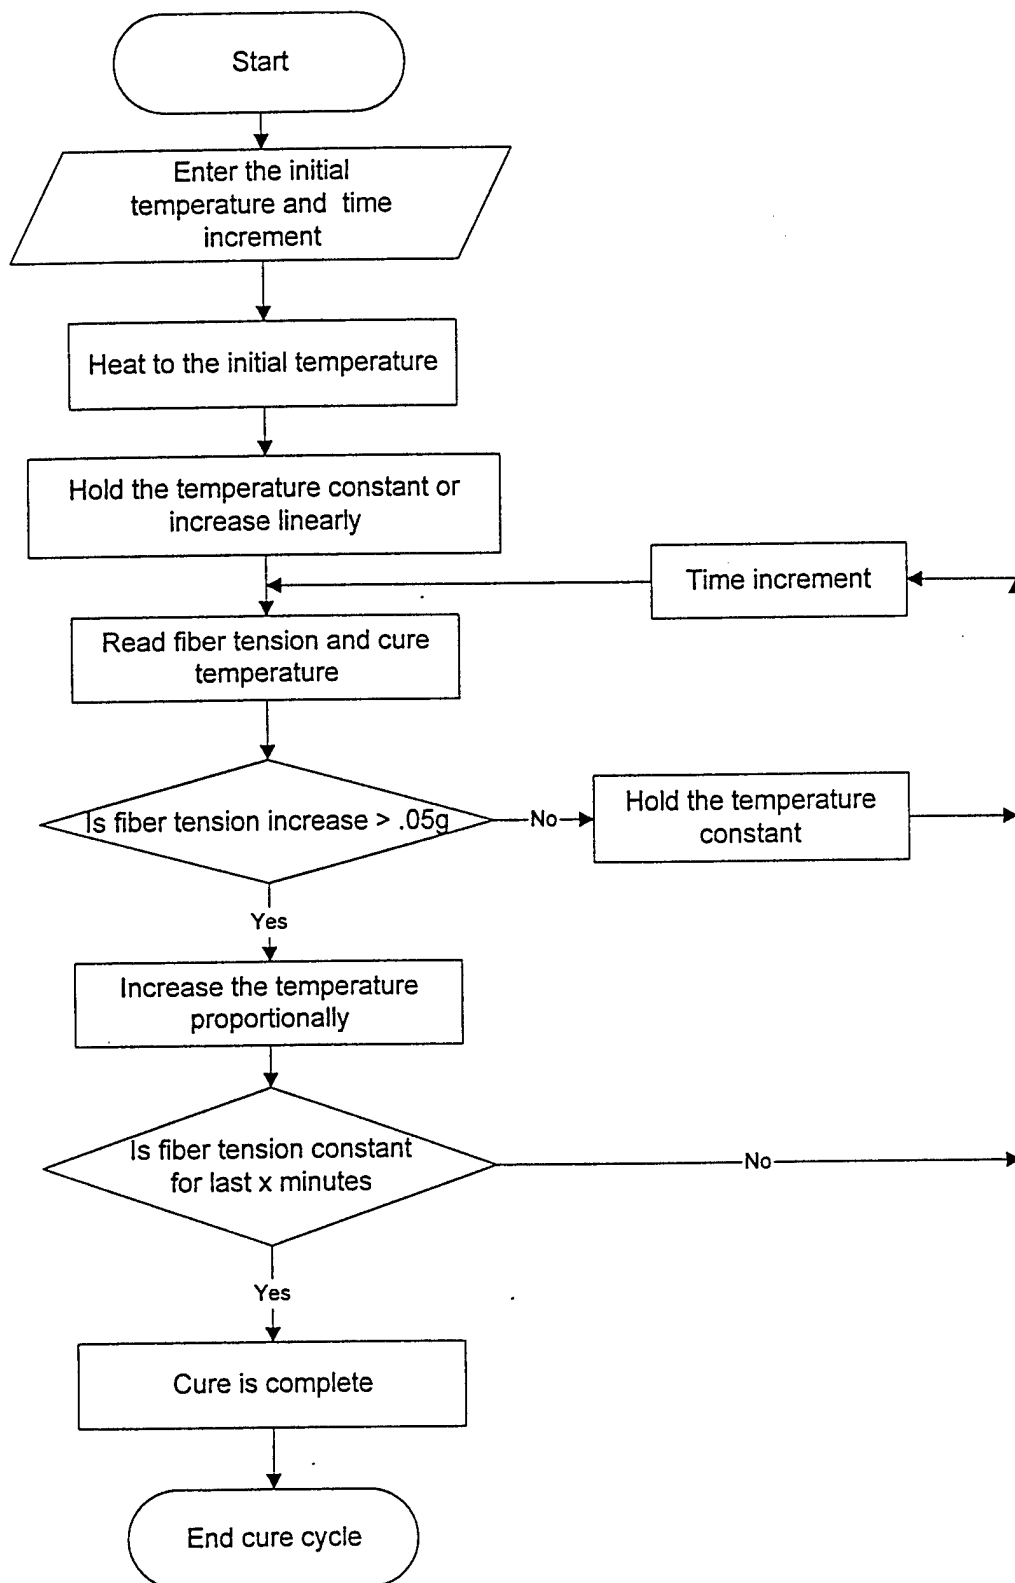 Start
Enter the initial
temperature and time
increment
Heat to the initial temperature
Hold the temperature constant or
increase linearly
Time increment
Read fiber tension and cure
temperature
Is fiber tension increase > .05g
No
Hold the temperature
constant
Yes
Increase the temperature
proportionally
Is fiber tension constant
for last x minutes
No
Yes
Cure is complete
End cure cycle